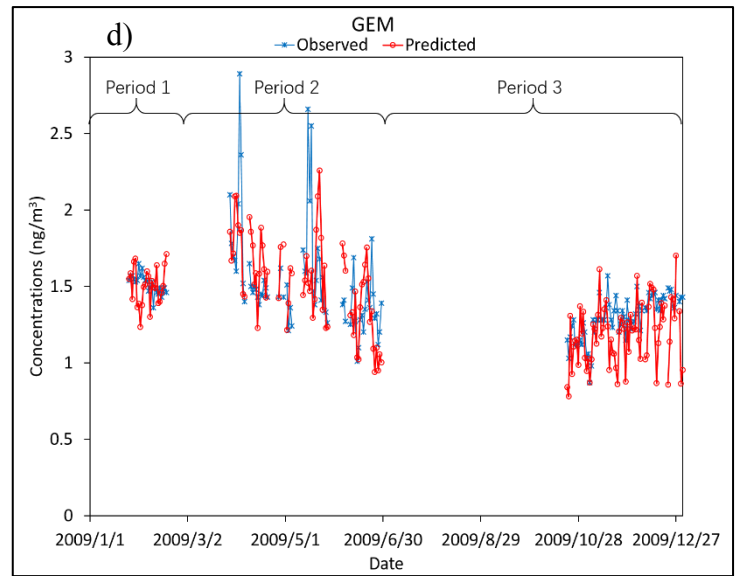 d)
GEM
Observed Predicted
3
Period 1 Period 2 Period 3
2.5
2
1.5
1
0.5
0
Concentrations (ng/m³)
2009/1/1 2009/3/2 2009/5/1 2009/6/30 2009/8/29 2009/10/28 2009/12/27
Date